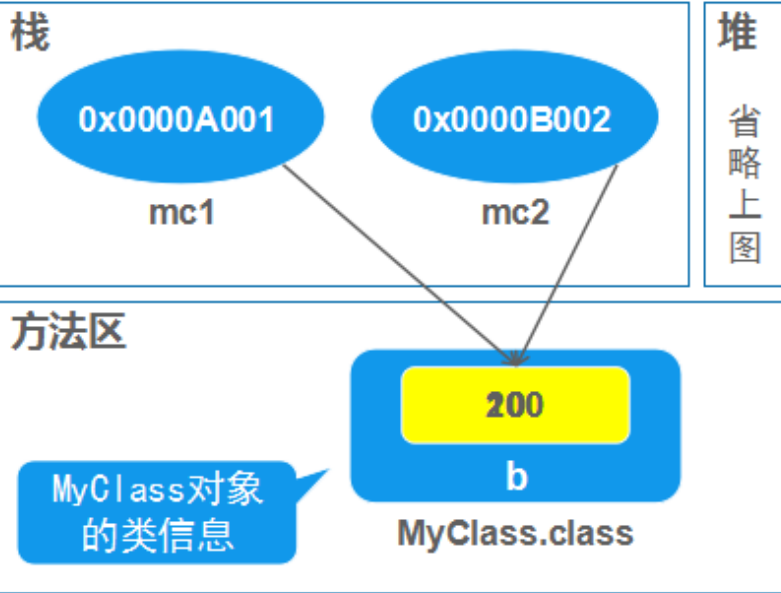 栈
堆
0x0000A001
0x0000B002
mc1
mc2
省
略
上
图
方法区
b
MyClass对象
的类信息
MyClass.class